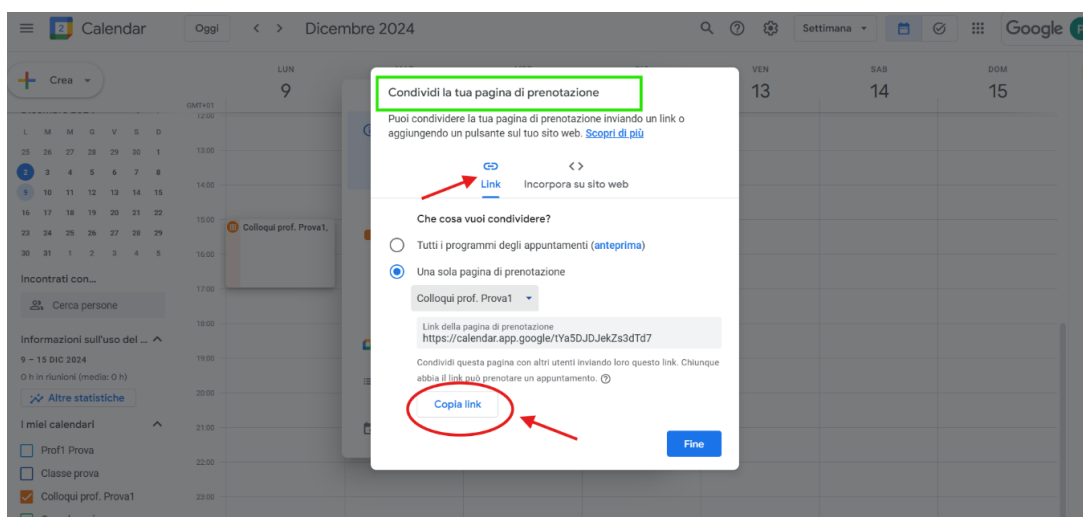 Calendar
Oggi
Dicembre 2024
Settimana
Google
Crea
LUN
VEN
SAB
DOM
9
13
14
15
GMT+01
L M M G V S D
25 26 27 28 29 30 1
2 3 4 5 6 7 8
9 10 11 12 13 14 15
16 17 18 19 20 21 22
23 24 25 26 27 28 29
30 31 1 2 3 4 5
Incontrati con...
Cerca persone
Informazioni sull'uso del ...
9 – 15 DIC 2024
0 h in riunioni (media: 0 h)
Altre statistiche
I miei calendari
Prof1 Prova
Classe prova
Colloqui prof. Prova1
12:00
13:00
14:00
15:00
16:00
17:00
18:00
19:00
20:00
21:00
22:00
23:00
Colloqui prof. Prova1,
Condividi la tua pagina di prenotazione
Puoi condividere la tua pagina di prenotazione inviando un link o
aggiungendo un pulsante sul tuo sito web. Scopri di più
Link
Incorpora su sito web
Che cosa vuoi condividere?
Tutti i programmi degli appuntamenti (anteprima)
Una sola pagina di prenotazione
Colloqui prof. Prova1
Link della pagina di prenotazione
https://calendar.app.google/tYa5DJDJekZs3dTd7
Condividi questa pagina con altri utenti inviando loro questo link. Chiunque
abbia il link può prenotare un appuntamento.
Copia link
Fine